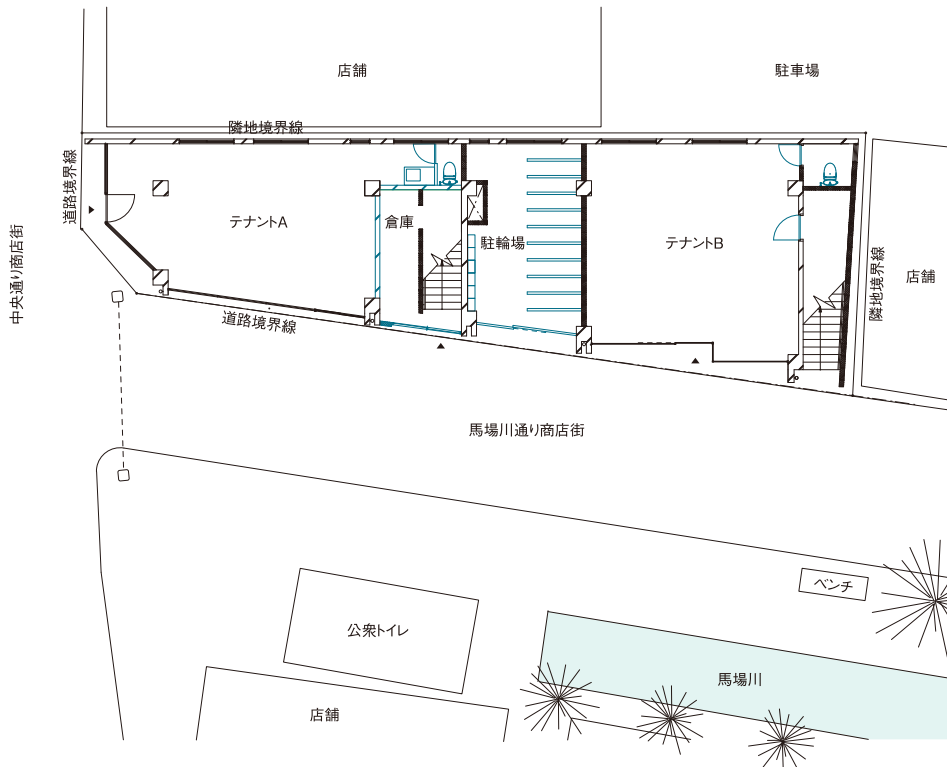 店舗
駐車場
隣地境界線
道路境界線
テナントA
倉庫
駐輪場
テナントB
中央通り商店街
隣地境界線
店舗
道路境界線
馬場川通り商店街
ベンチ
公衆トイレ
馬場川
店舗